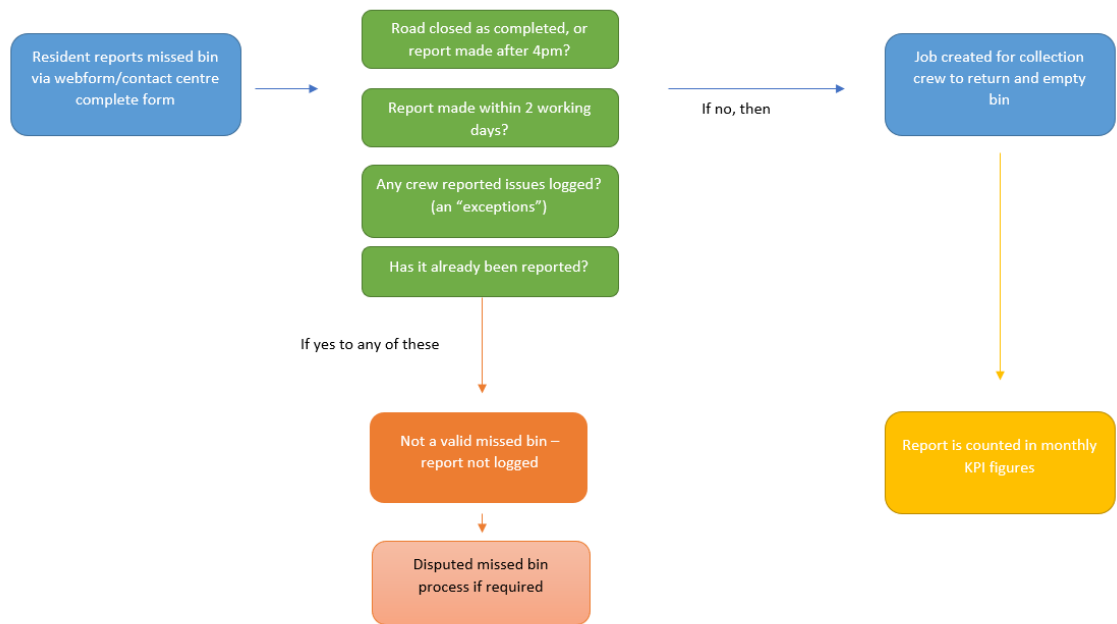 Resident reports missed bin
via webform/contact centre
complete form
Road closed as completed, or
report made after 4pm?
Report made within 2 working
days?
Any crew reported issues logged?
(an “exceptions”)
Has it already been reported?
If no, then
Job created for collection
crew to return and empty
bin
If yes to any of these
Not a valid missed bin –
report not logged
Report is counted in monthly
KPI figures
Disputed missed bin
process if required